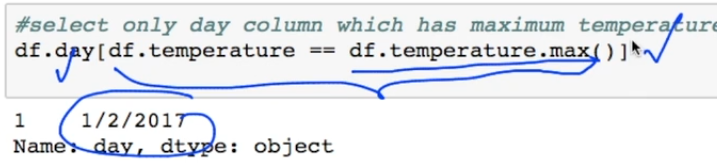 #select only day column which has maximum temperature
df.day[df.temperature == df.temperature.max()]
1 1/2/2017
Name: day, dtype: object